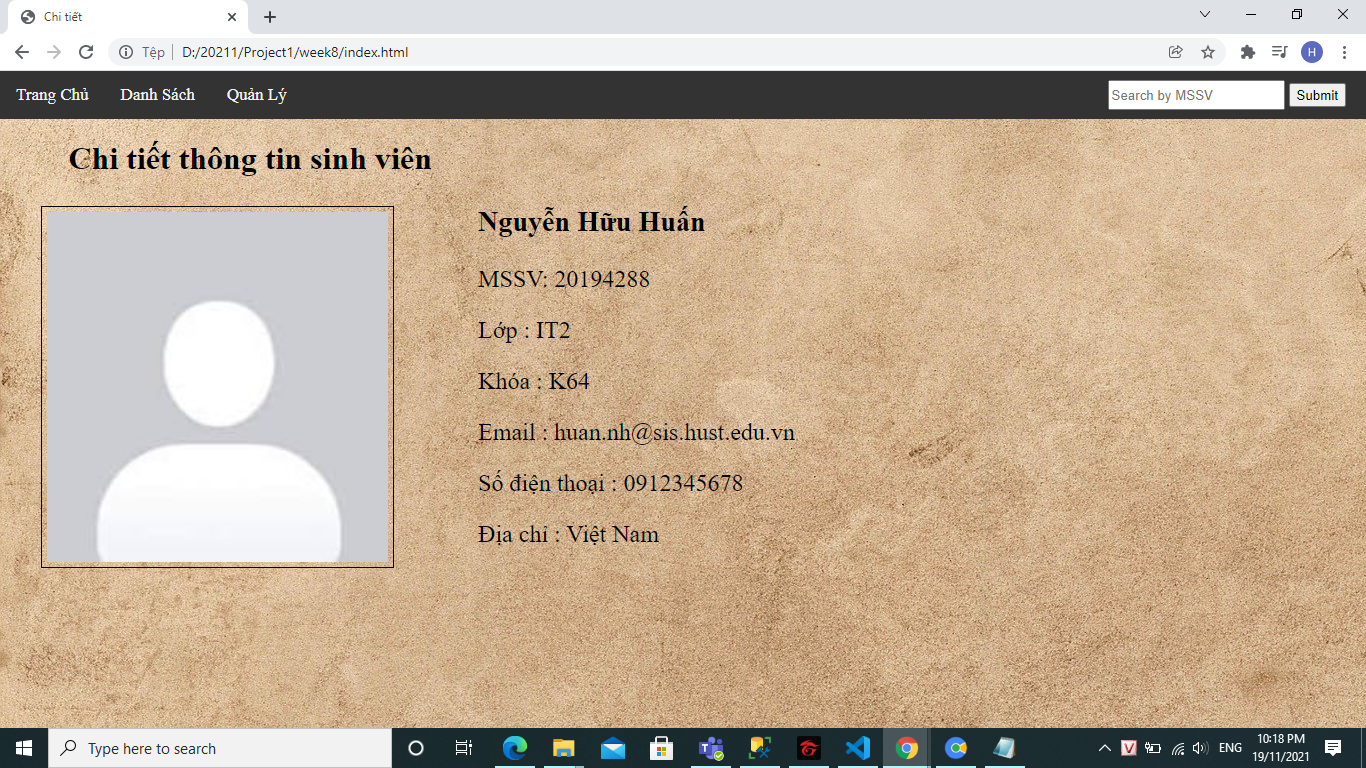 Chi tiết
Tệp D:/20211/Project1/week8/index.html
H
Trang Chủ Danh Sách Quản Lý Search by MSSV Submit
Chi tiết thông tin sinh viên
Nguyễn Hữu Huấn
MSSV: 20194288
Lớp : IT2
Khóa : K64
Email : huan.nh@sis.hust.edu.vn
Số điện thoại : 0912345678
Địa chỉ : Việt Nam
Type here to search
V
ENG
10:18 PM
19/11/2021